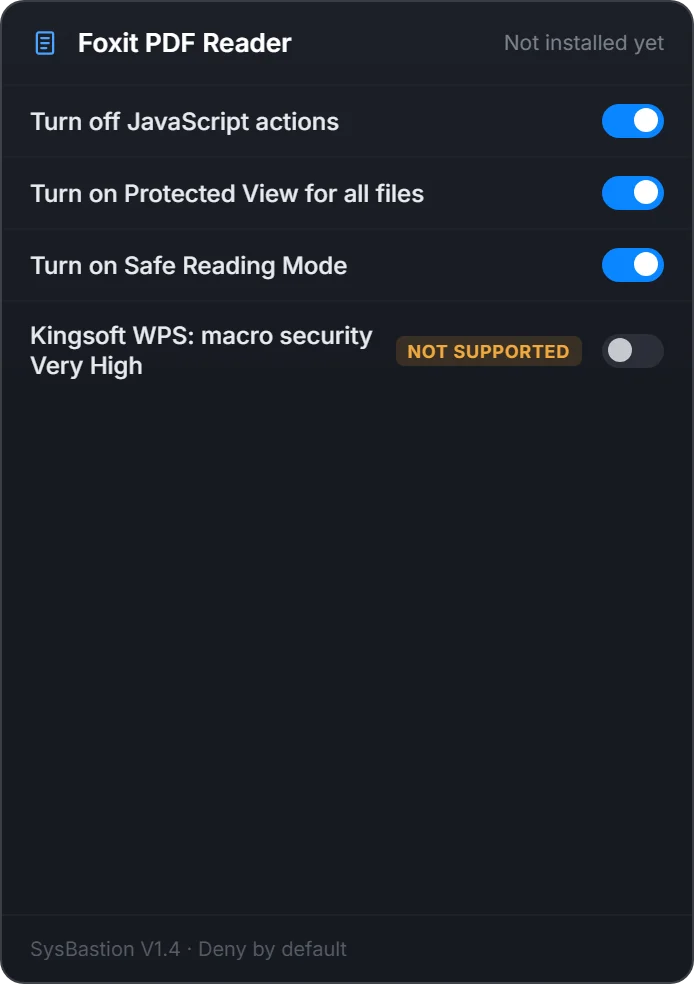 Foxit PDF Reader
Not installed yet
Turn off JavaScript actions
Turn on Protected View for all files
Turn on Safe Reading Mode
Kingsoft WPS: macro security
Very High
NOT SUPPORTED
SysBastion V1.4 · Deny by default